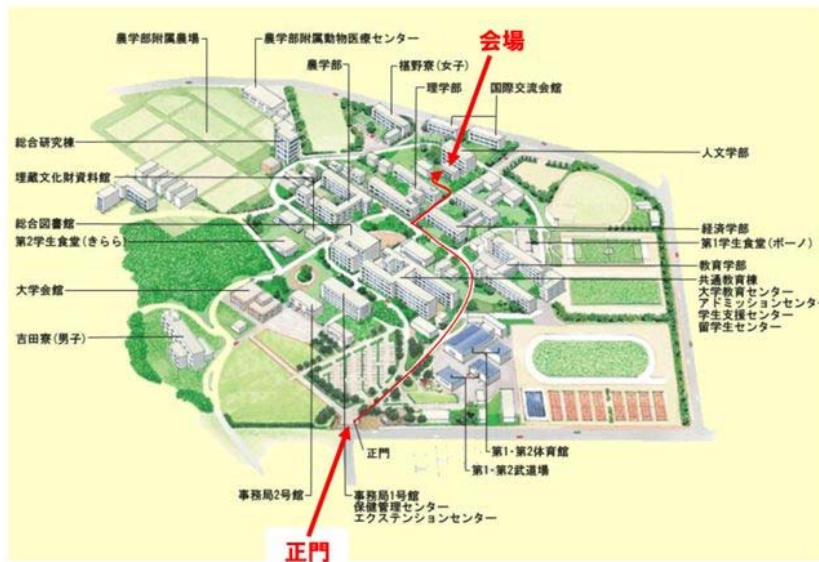 会場
農学部附属農場
農学部附属動物医療センター
農学部
椹野寮(女子)
理学部
国際交流会館
総合研究棟
人文学部
埋蔵文化財資料館
総合図書館
第2学生食堂(きらら)
経済学部
第1学生食堂(ボーノ)
大学会館
教育学部
共通教育棟
大学教育センター
アドミッションセンター
学生支援センター
留学生センター
吉田寮(男子)
正門
第1・第2体育館
第1・第2武道場
事務局2号館
事務局1号館
保健管理センター
エクステンションセンター
正門